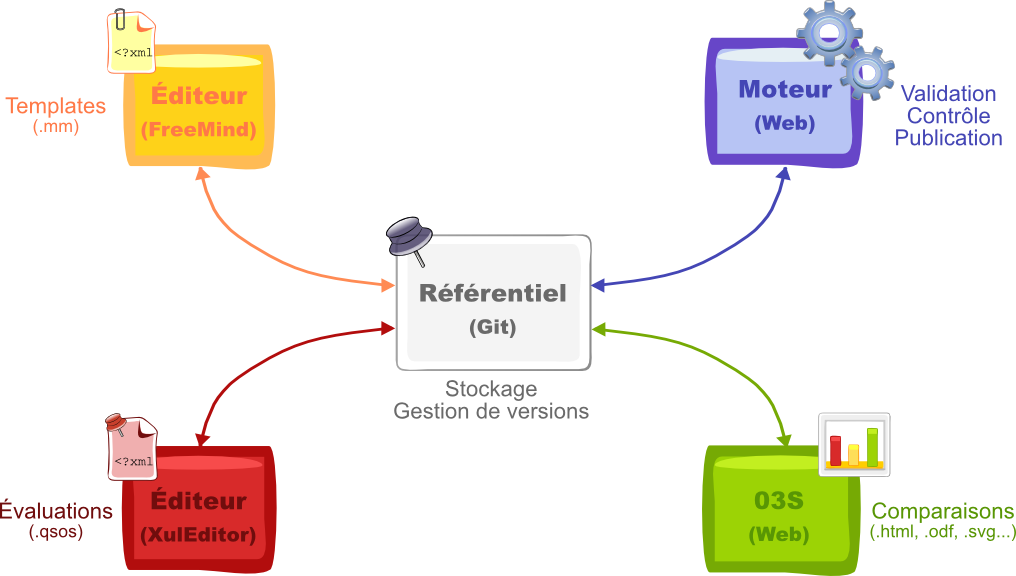 <?xml
Éditeur
(FreeMind)
Templates
(.mm)
Moteur
(Web)
Validation
Contrôle
Publication
Référentiel
(Git)
Stockage
Gestion de versions
<?xml
Éditeur
(XulEditor)
Évaluations
(.qsos)
03S
(Web)
Comparaisons
(.html, .odf, .svg...)